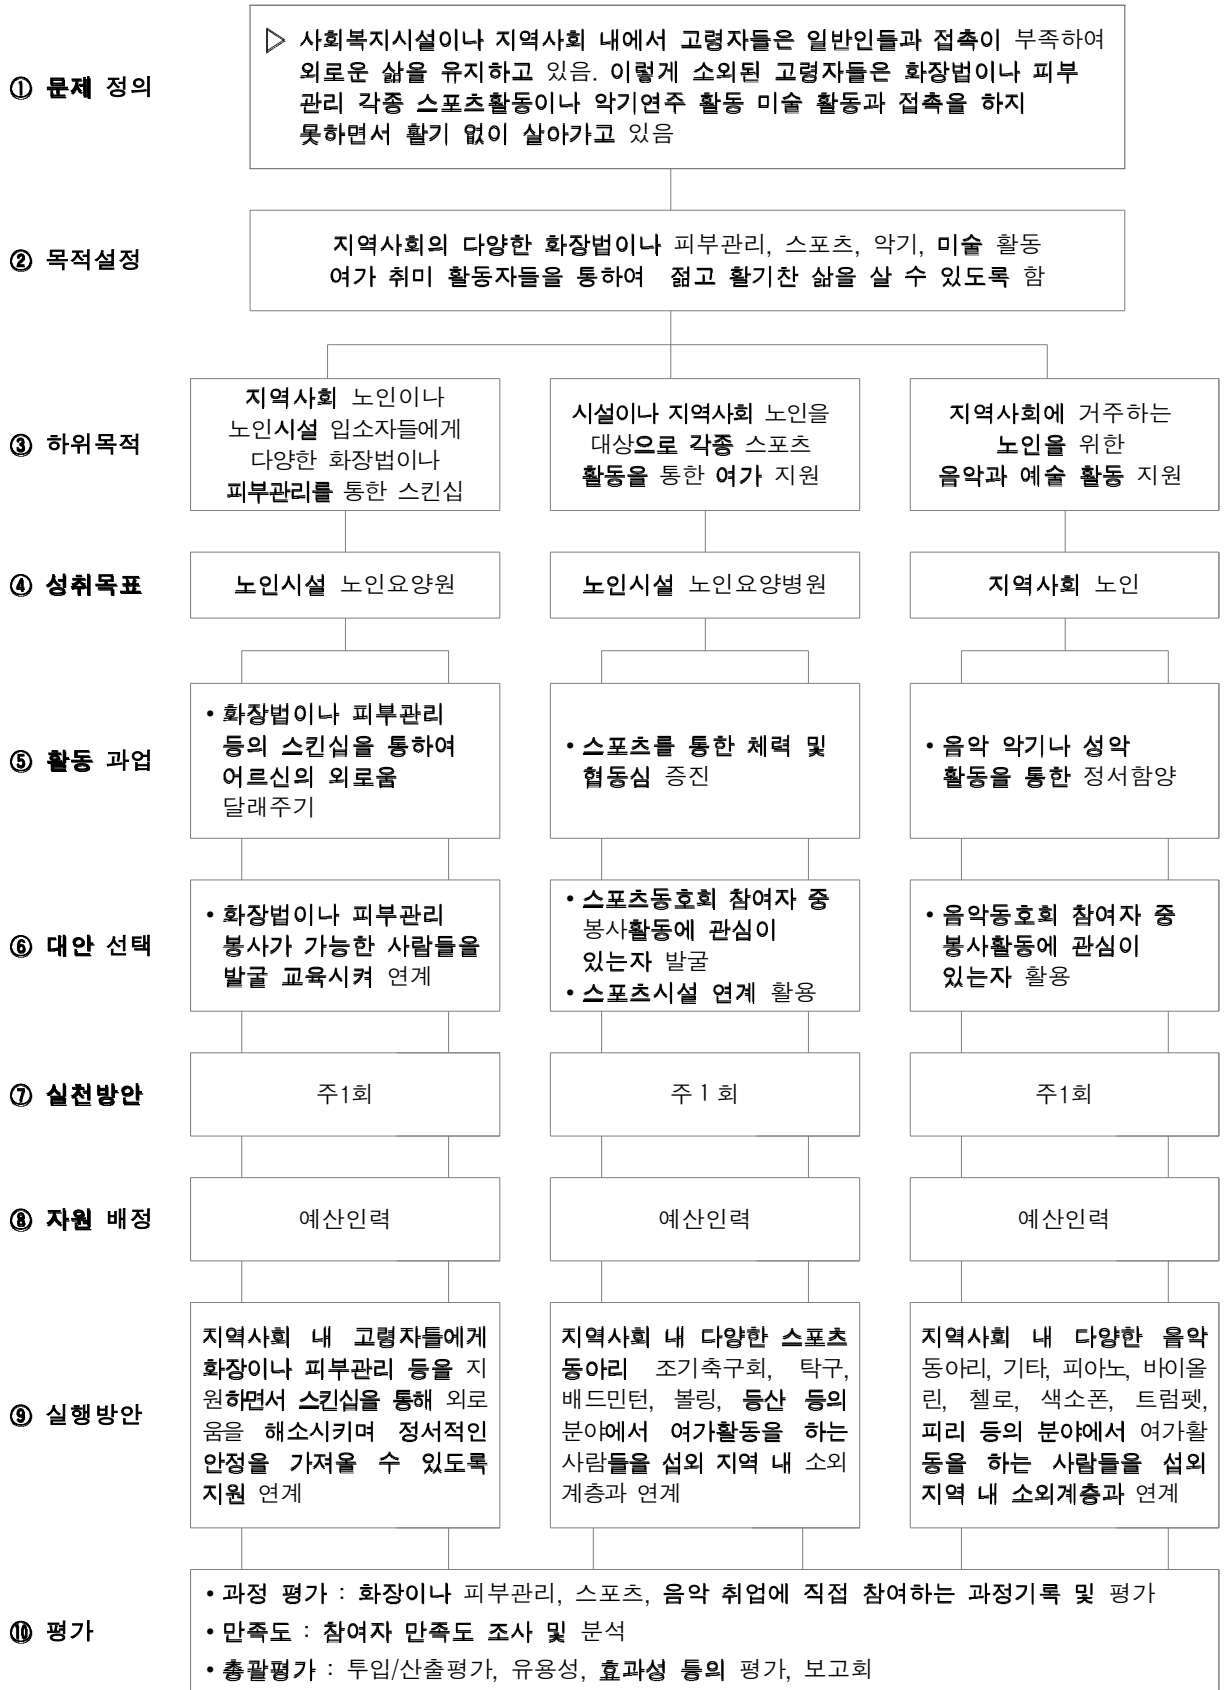 ① 문제 정의
▷ 사회복지시설이나 지역사회 내에서 고령자들은 일반인들과 접촉이 부족하여
외로운 삶을 유지하고 있음. 이렇게 소외된 고령자들은 화장법이나 피부
관리 각종 스포츠활동이나 악기연주 활동 미술 활동과 접촉을 하지
못하면서 활기 없이 살아가고 있음
② 목적설정
지역사회의 다양한 화장법이나 피부관리, 스포츠, 악기, 미술 활동
여가 취미 활동자들을 통하여 젊고 활기찬 삶을 살 수 있도록 함
③ 하위목적
지역사회 노인이나
노인시설 입소자들에게
다양한 화장법이나
피부관리를 통한 스킨십
시설이나 지역사회 노인을
대상으로 각종 스포츠
활동을 통한 여가 지원
지역사회에 거주하는
노인을 위한
음악과 예술 활동 지원
④ 성취목표
노인시설 노인요양원
노인시설 노인요양병원
지역사회 노인
⑤ 활동 과업
• 화장법이나 피부관리
등의 스킨십을 통하여
어르신의 외로움
달래주기
• 스포츠를 통한 체력 및
협동심 증진
• 음악 악기나 성악
활동을 통한 정서함양
⑥ 대안 선택
• 화장법이나 피부관리
봉사가 가능한 사람들을
발굴 교육시켜 연계
• 스포츠동호회 참여자 중
봉사활동에 관심이
있는자 발굴
• 스포츠시설 연계 활용
• 음악동호회 참여자 중
봉사활동에 관심이
있는자 활용
⑦ 실천방안
주1회
주 1 회
주1회
⑧ 자원 배정
예산인력
예산인력
예산인력
⑨ 실행방안
지역사회 내 고령자들에게
화장이나 피부관리 등을 지
원하면서 스킨십을 통해 외로
움을 해소시키며 정서적인
안정을 가져올 수 있도록
지원 연계
지역사회 내 다양한 스포츠
동아리 조기축구회, 탁구,
배드민턴, 볼링, 등산 등의
분야에서 여가활동을 하는
사람들을 섭외 지역 내 소외
계층과 연계
지역사회 내 다양한 음악
동아리, 기타, 피아노, 바이올
린, 첼로, 색소폰, 트럼펫,
피리 등의 분야에서 여가활
동을 하는 사람들을 섭외
지역 내 소외계층과 연계
⑩ 평가
• 과정 평가 : 화장이나 피부관리, 스포츠, 음악 취업에 직접 참여하는 과정기록 및 평가
• 만족도 : 참여자 만족도 조사 및 분석
• 총괄평가 : 투입/산출평가, 유용성, 효과성 등의 평가, 보고회